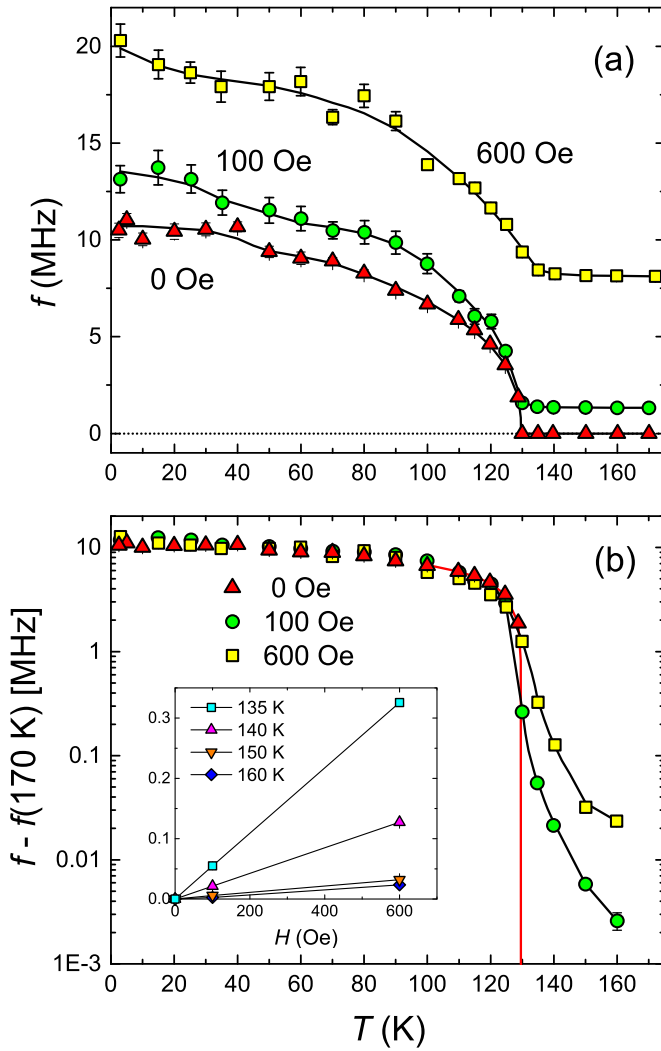 20
15
10
5
0
f (MHz)
(a)
600 Oe
100 Oe
0 Oe
0 20 40 60 80 100 120 140 160
10
1
0.1
0.01
1E-3
f - f(170 K) [MHz]
(b)
0 Oe
100 Oe
600 Oe
0.3
0.2
0.1
0.0
135 K
140 K
150 K
160 K
0 200 400 600
H (Oe)
0 20 40 60 80 100 120 140 160
T (K)